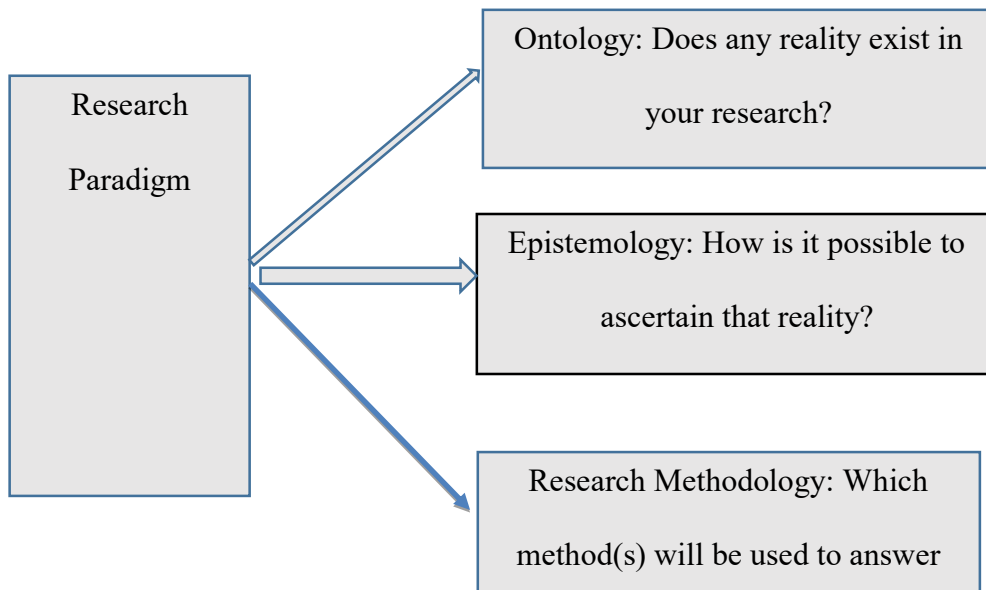 Research
Paradigm
Ontology: Does any reality exist in
your research?
Epistemology: How is it possible to
ascertain that reality?
Research Methodology: Which
method(s) will be used to answer